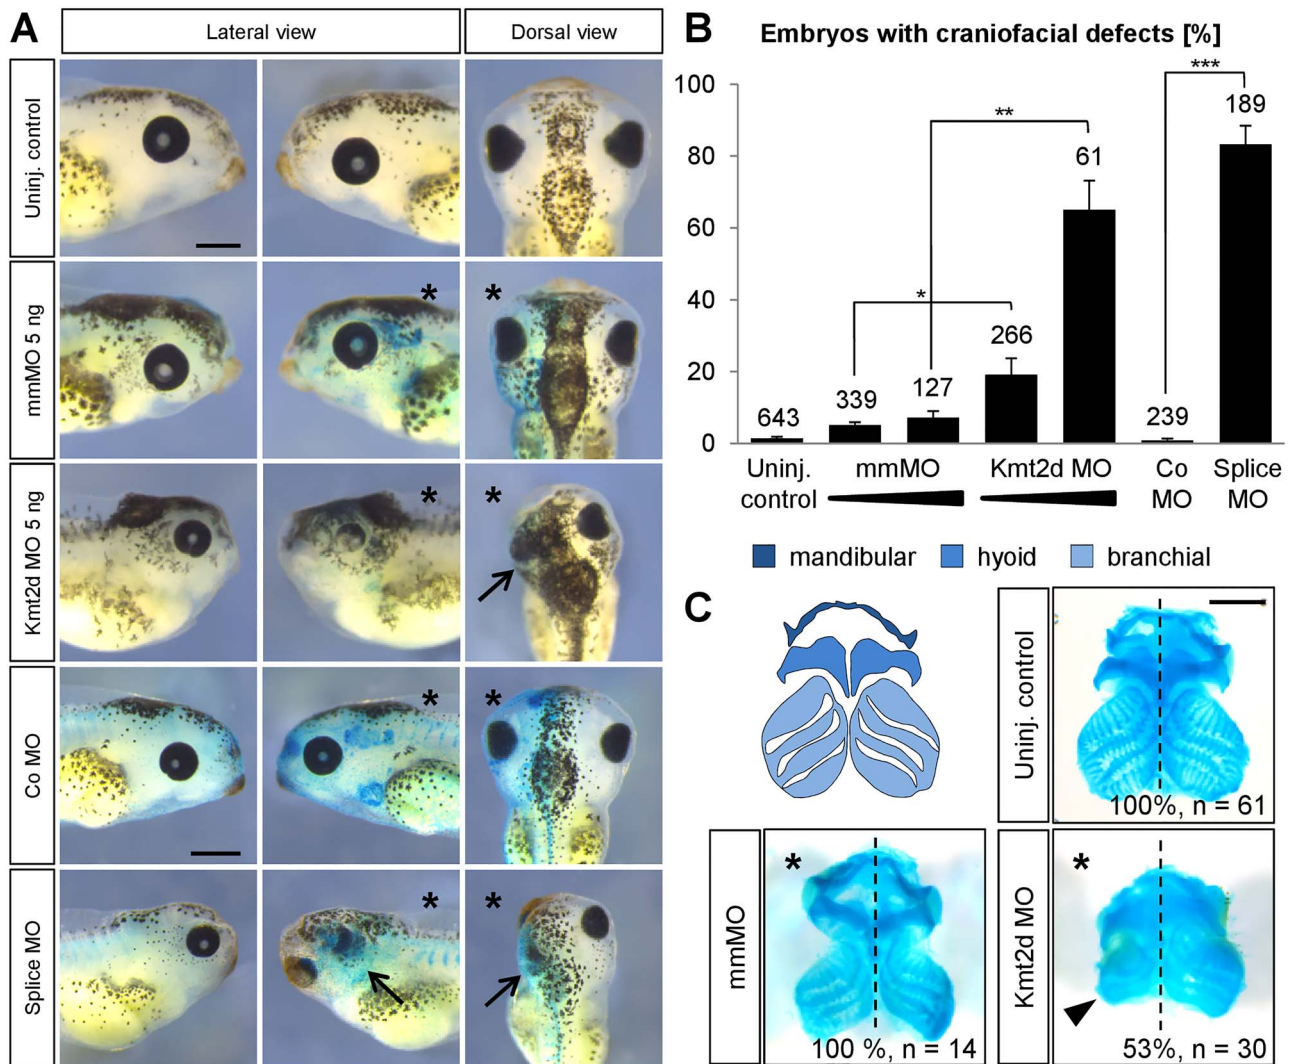 A
Lateral view
Dorsal view
Uninj. control
*
*
mmMO 5 ng
*
*
Kmt2d MO 5 ng
*
*
Co MO
*
*
Splice MO
B
Embryos with craniofacial defects [%]
100
80
60
40
20
0
643
339
127
266
61
239
189
*
**
***
Uninj.
control
mmMO
Kmt2d MO
Co
MO
Splice
MO
mandibular
hyoid
branchial
C
Uninj. control
100%, n = 61
mmMO
*
100 %, n = 14
Kmt2d MO
*
53%, n = 30